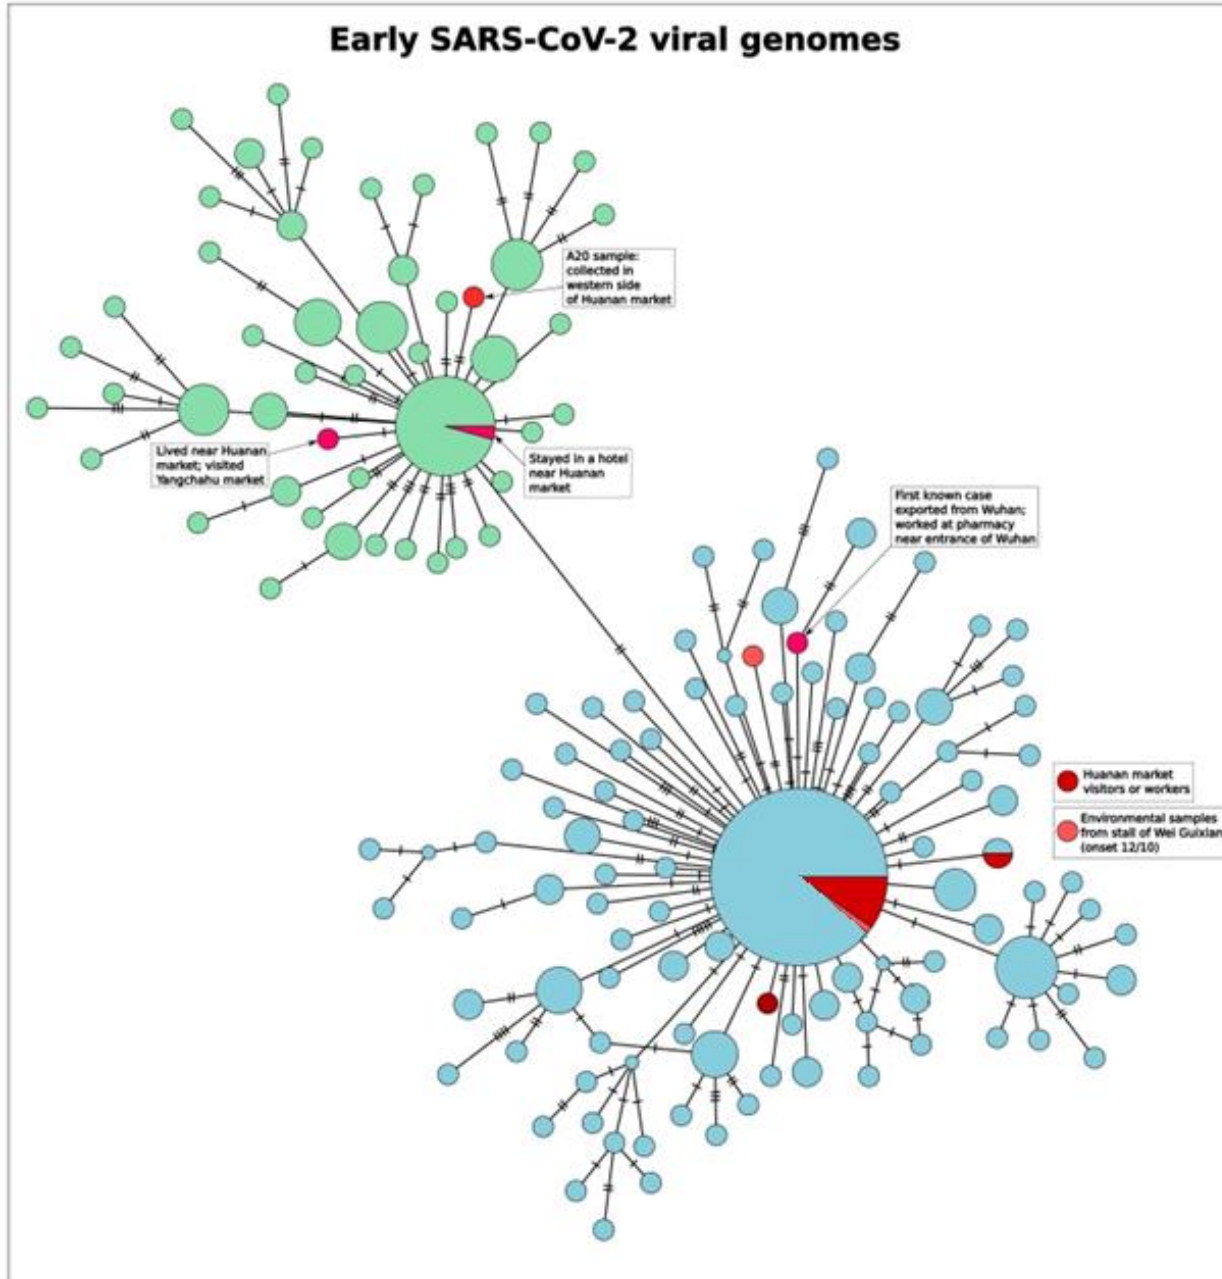 Early SARS-CoV-2 viral genomes
A20 sample:
collected in
western side
of Huanan market
Lived near Huanan
market; visited
Yangchahu market
Stayed in a hotel
near Huanan
market
First known case
exported from Wuhan;
worked at pharmacy
near entrance of Wuhan
Huanan market
visitors or workers
Environmental samples
from stall of Wei Guixian
(onset 12/10)